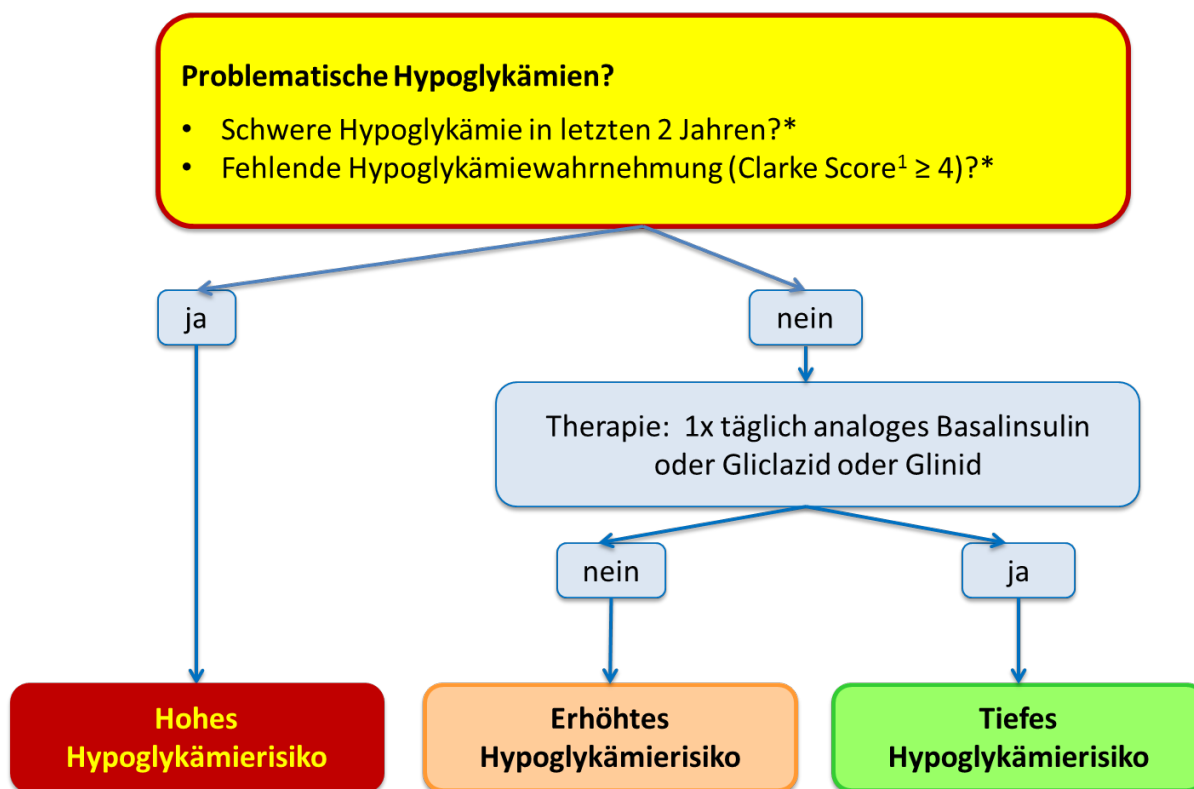 Problematische Hypoglykämien?
• Schwere Hypoglykämie in letzten 2 Jahren?*
• Fehlende Hypoglykämiewahrnehmung (Clarke Score¹ ≥ 4)?*
ja
nein
Therapie: 1x täglich analoges Basalinsulin
oder Gliclazid oder Glinid
nein
ja
Hohes
Hypoglykämierisiko
Erhöhtes
Hypoglykämierisiko
Tiefes
Hypoglykämierisiko